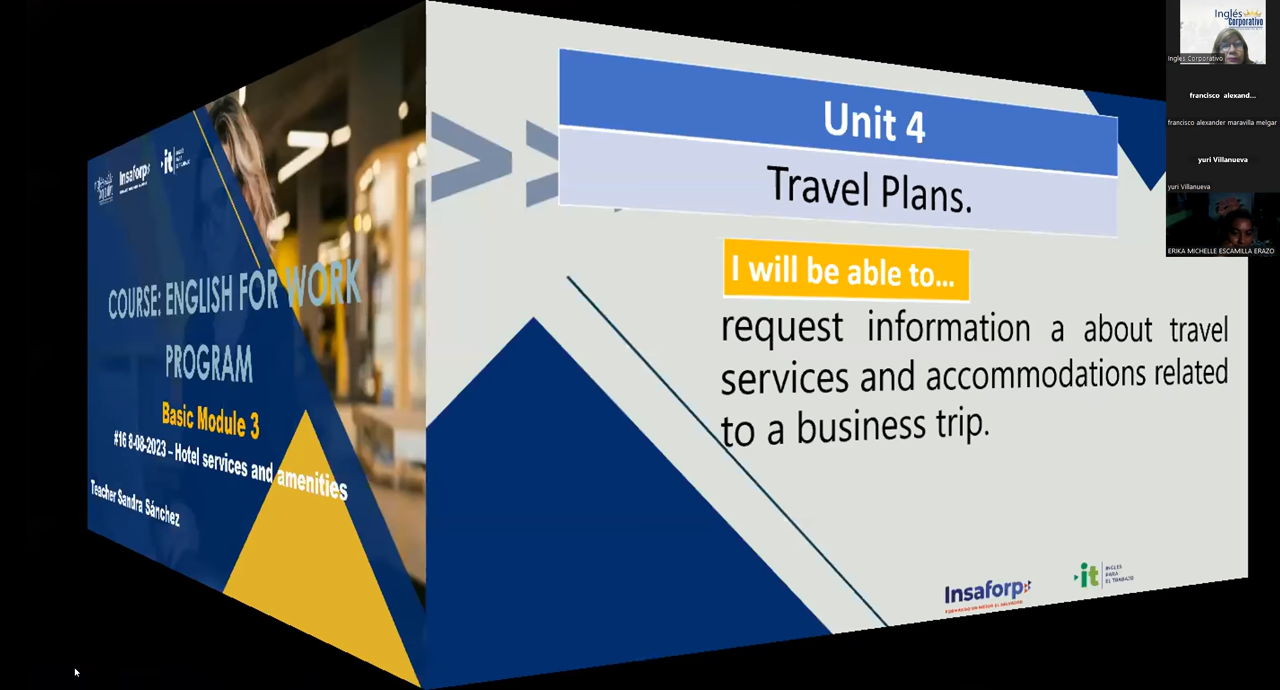 Insaforp
it
COURSE: ENGLISH FOR WORK
PROGRAM
Basic Module 3
#16 8-08-2023 – Hotel services and amenities
Teacher Sandra Sánchez
Unit 4
Travel Plans.
I will be able to...
request information a about travel
services and accommodations related
to a business trip.
Insaforp
it
INGLÉS
PARA
EL TRABAJO
Inglés
Corporativo
Ingles Corporativo
francisco alexand...
francisco alexander maravilla melgar
yuri Villanueva
yuri Villanueva
ERIKA MICHELLE ESCAMILLA ERAZO